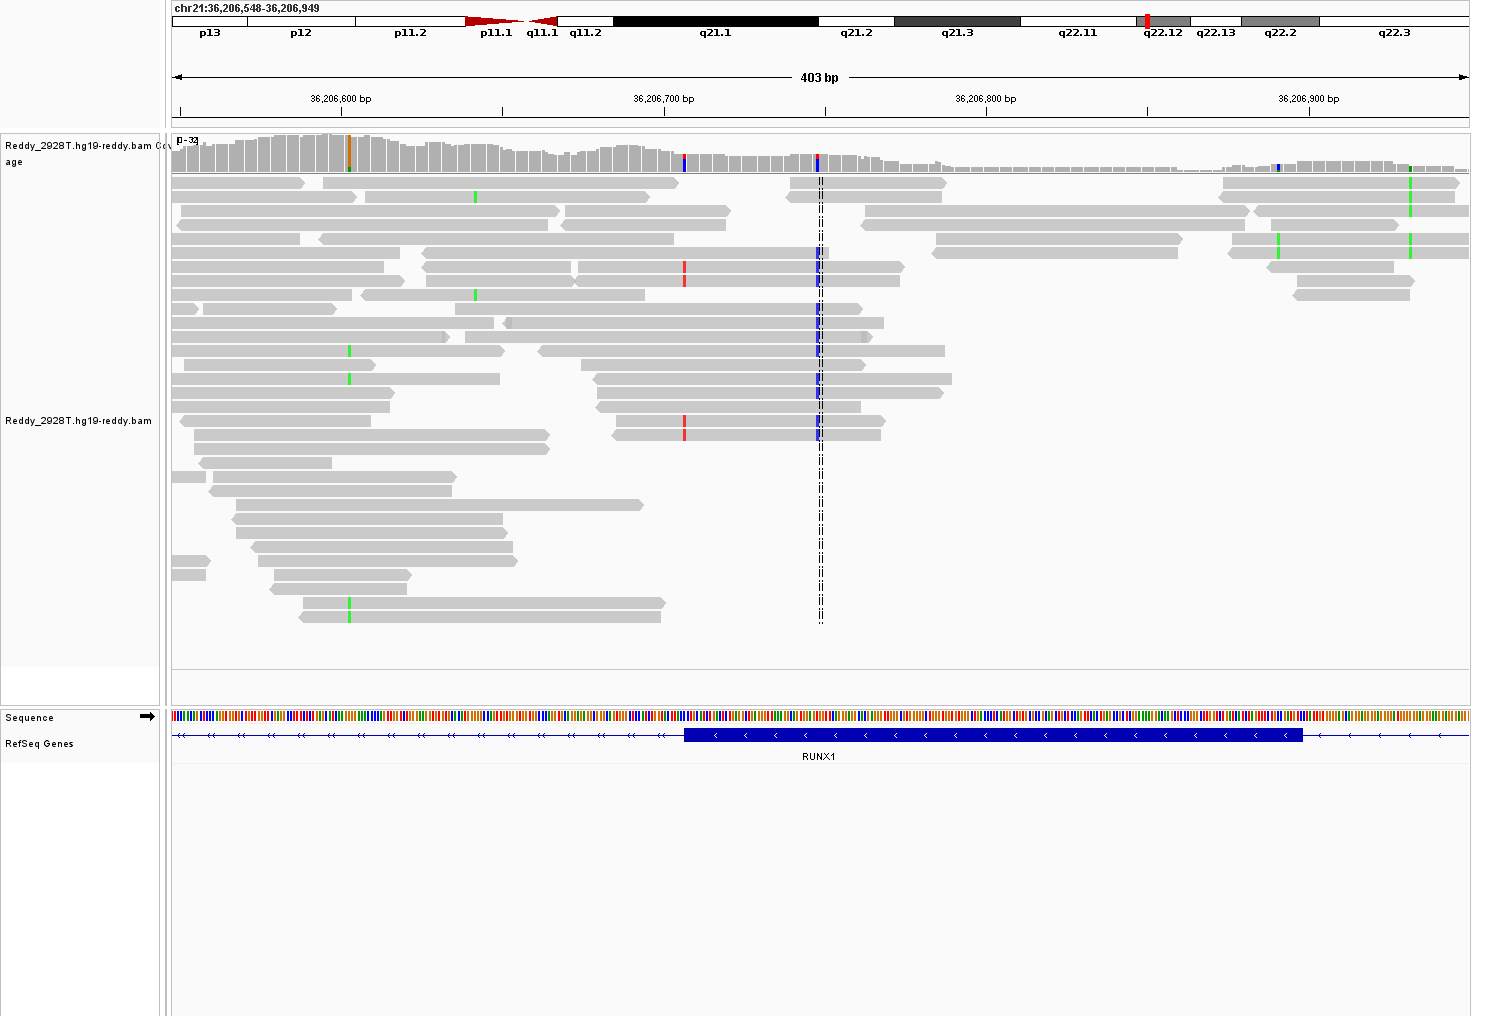 chr21:36,206,548-36,206,949
p13 p12 p11.2 p11.1 q11.1 q11.2 q21.1 q21.2 q21.3 q22.11 q22.12 q22.13 q22.2 q22.3
403 bp
36,206,600 bp 36,206,700 bp 36,206,800 bp 36,206,900 bp
[0-32]
Reddy_2928T.hg19-reddy.bam Cov
age
Reddy_2928T.hg19-reddy.bam
Sequence
RefSeq Genes
RUNX1